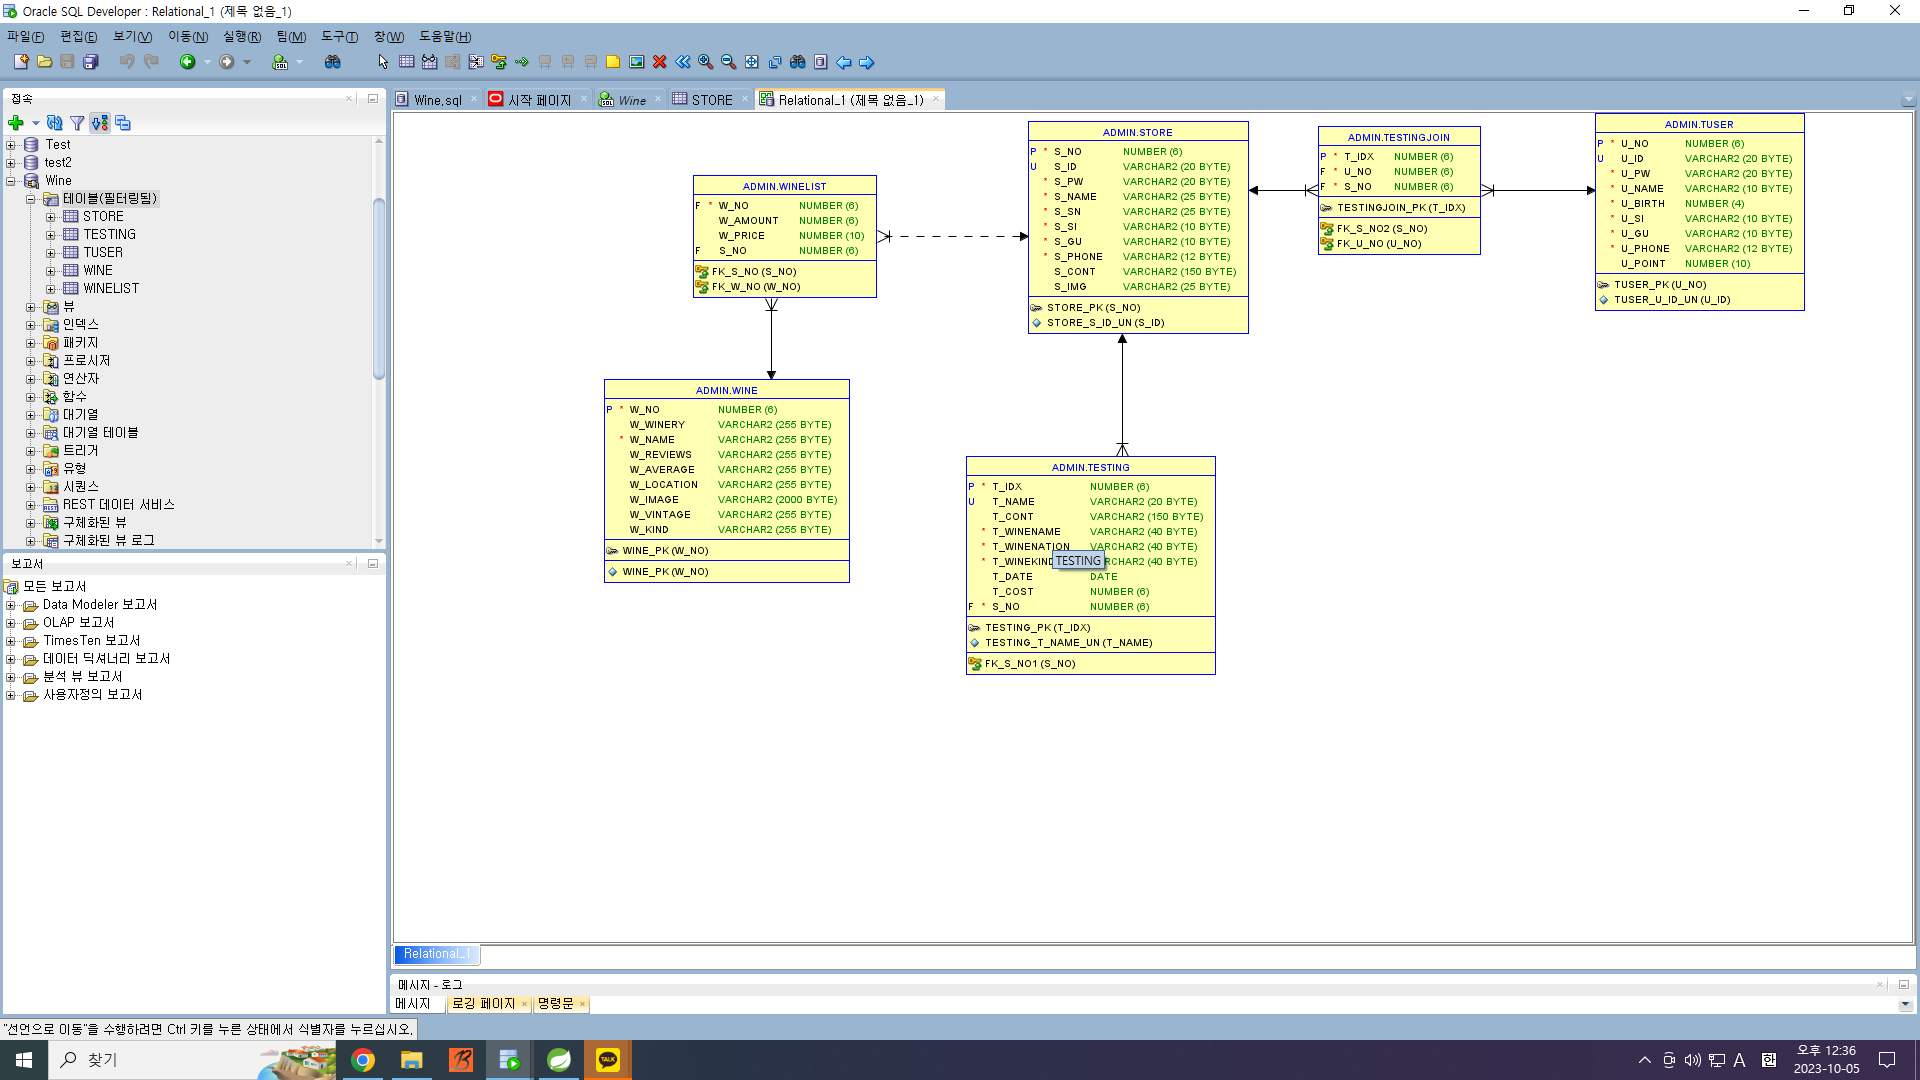 Oracle SQL Developer : Relational_1 (제목 없음_1)
파일(F) 편집(E) 보기(V) 이동(N) 실행(R) 팀(M) 도구(T) 창(W) 도움말(H)
접속
Test
test2
Wine
테이블(필터링됨)
STORE
TESTING
TUSER
WINE
WINELIST
뷰
인덱스
패키지
프로시저
연산자
함수
대기열
대기열 테이블
트리거
유형
시퀀스
REST 데이터 서비스
구체화된 뷰
구체화된 뷰 로그
보고서
모든 보고서
Data Modeler 보고서
OLAP 보고서
TimesTen 보고서
데이터 딕셔너리 보고서
분석 뷰 보고서
사용자정의 보고서
Wine.sql 시작 페이지 Wine STORE Relational_1 (제목 없음_1)
ADMIN.WINELIST
F * W_NO NUMBER (6)
W_AMOUNT NUMBER (6)
W_PRICE NUMBER (10)
F S_NO NUMBER (6)
FK_S_NO (S_NO)
FK_W_NO (W_NO)
ADMIN.WINE
P * W_NO NUMBER (6)
W_WINERY VARCHAR2 (255 BYTE)
* W_NAME VARCHAR2 (255 BYTE)
W_REVIEWS VARCHAR2 (255 BYTE)
W_AVERAGE VARCHAR2 (255 BYTE)
W_LOCATION VARCHAR2 (255 BYTE)
W_IMAGE VARCHAR2 (2000 BYTE)
W_VINTAGE VARCHAR2 (255 BYTE)
W_KIND VARCHAR2 (255 BYTE)
WINE_PK (W_NO)
WINE_PK (W_NO)
ADMIN.STORE
P * S_NO NUMBER (6)
U S_ID VARCHAR2 (20 BYTE)
* S_PW VARCHAR2 (20 BYTE)
* S_NAME VARCHAR2 (25 BYTE)
* S_SN VARCHAR2 (25 BYTE)
* S_SI VARCHAR2 (10 BYTE)
* S_GU VARCHAR2 (10 BYTE)
* S_PHONE VARCHAR2 (12 BYTE)
S_CONT VARCHAR2 (150 BYTE)
S_IMG VARCHAR2 (25 BYTE)
STORE_PK (S_NO)
STORE_S_ID_UN (S_ID)
ADMIN.TESTING
P * T_IDX NUMBER (6)
U T_NAME VARCHAR2 (20 BYTE)
T_CONT VARCHAR2 (150 BYTE)
* T_WINENAME VARCHAR2 (40 BYTE)
* T_WINENATION VARCHAR2 (40 BYTE)
* T_WINEKIND TESTING RCHAR2 (40 BYTE)
T_DATE DATE
T_COST NUMBER (6)
F * S_NO NUMBER (6)
TESTING_PK (T_IDX)
TESTING_T_NAME_UN (T_NAME)
FK_S_NO1 (S_NO)
ADMIN.TESTINGJOIN
P * T_IDX NUMBER (6)
F * U_NO NUMBER (6)
F * S_NO NUMBER (6)
TESTINGJOIN_PK (T_IDX)
FK_S_NO2 (S_NO)
FK_U_NO (U_NO)
ADMIN.TUSER
P * U_NO NUMBER (6)
U U_ID VARCHAR2 (20 BYTE)
* U_PW VARCHAR2 (20 BYTE)
* U_NAME VARCHAR2 (10 BYTE)
* U_BIRTH NUMBER (4)
* U_SI VARCHAR2 (10 BYTE)
* U_GU VARCHAR2 (10 BYTE)
* U_PHONE VARCHAR2 (12 BYTE)
U_POINT NUMBER (10)
TUSER_PK (U_NO)
TUSER_U_ID_UN (U_ID)
Relational_1
메시지 - 로그
메시지 로깅 페이지 명령문
"선언으로 이동"을 수행하려면 Ctrl 키를 누른 상태에서 식별자를 누르십시오.
찾기
TALK
A 한
오후 12:36
2023-10-05